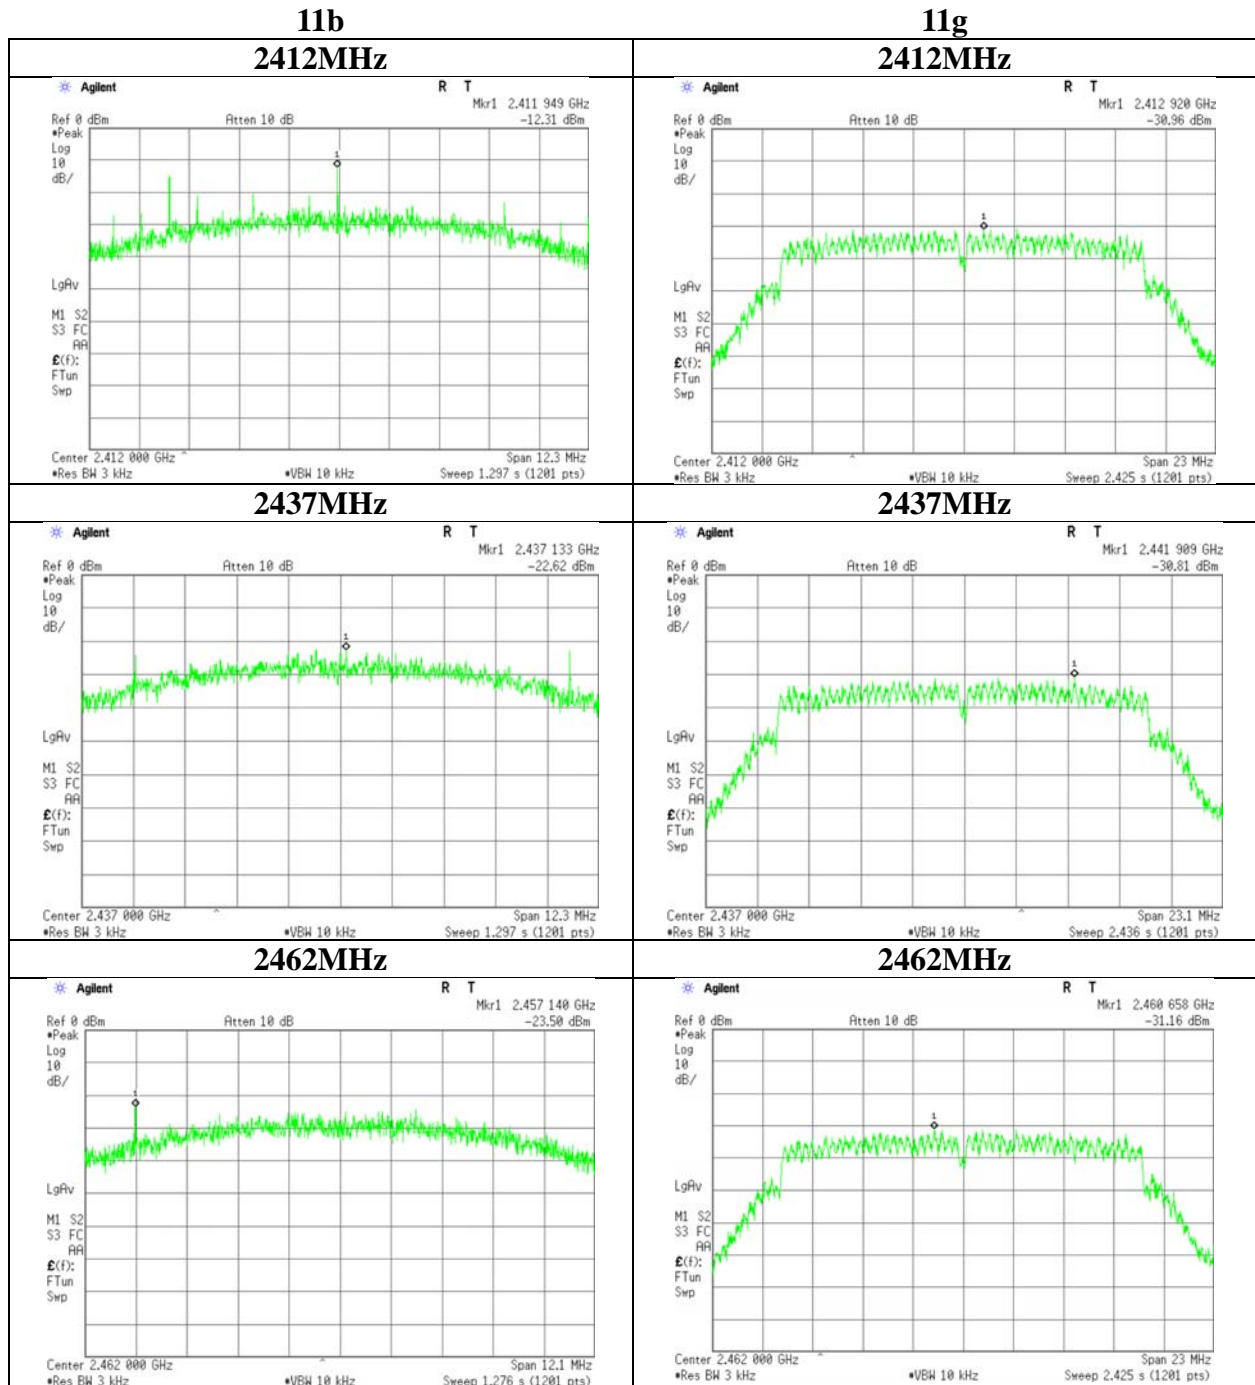 11b 11g
2412MHz 2412MHz
Agilent R T
Mkr1 2.411 949 GHz
Ref 0 dBm Atten 10 dB -12.31 dBm
*Peak
Log
10
dB/
1
LgAv
M1 S2
S3 FC
AA
£(f):
FTun
Swp
Center 2.412 000 GHz ^ Span 12.3 MHz
*Res BW 3 kHz *VBW 10 kHz Sweep 1.297 s (1201 pts)
Agilent R T
Mkr1 2.412 920 GHz
Ref 0 dBm Atten 10 dB -30.96 dBm
*Peak
Log
10
dB/
1
LgAv
M1 S2
S3 FC
AA
£(f):
FTun
Swp
Center 2.412 000 GHz ^ Span 23 MHz
*Res BW 3 kHz *VBW 10 kHz Sweep 2.425 s (1201 pts)
2437MHz 2437MHz
Agilent R T
Mkr1 2.437 133 GHz
Ref 0 dBm Atten 10 dB -22.62 dBm
*Peak
Log
10
dB/
1
LgAv
M1 S2
S3 FC
AA
£(f):
FTun
Swp
Center 2.437 000 GHz ^ Span 12.3 MHz
*Res BW 3 kHz *VBW 10 kHz Sweep 1.297 s (1201 pts)
Agilent R T
Mkr1 2.441 909 GHz
Ref 0 dBm Atten 10 dB -30.81 dBm
*Peak
Log
10
dB/
1
LgAv
M1 S2
S3 FC
AA
£(f):
FTun
Swp
Center 2.437 000 GHz ^ Span 23.1 MHz
*Res BW 3 kHz *VBW 10 kHz Sweep 2.436 s (1201 pts)
2462MHz 2462MHz
Agilent R T
Mkr1 2.457 140 GHz
Ref 0 dBm Atten 10 dB -23.50 dBm
*Peak
Log
10
dB/
1
LgAv
M1 S2
S3 FC
AA
£(f):
FTun
Swp
Center 2.462 000 GHz ^ Span 12.1 MHz
*Res BW 3 kHz *VBW 10 kHz Sweep 1.276 s (1201 pts)
Agilent R T
Mkr1 2.460 658 GHz
Ref 0 dBm Atten 10 dB -31.16 dBm
*Peak
Log
10
dB/
1
LgAv
M1 S2
S3 FC
AA
£(f):
FTun
Swp
Center 2.462 000 GHz ^ Span 23 MHz
*Res BW 3 kHz *VBW 10 kHz Sweep 2.425 s (1201 pts)